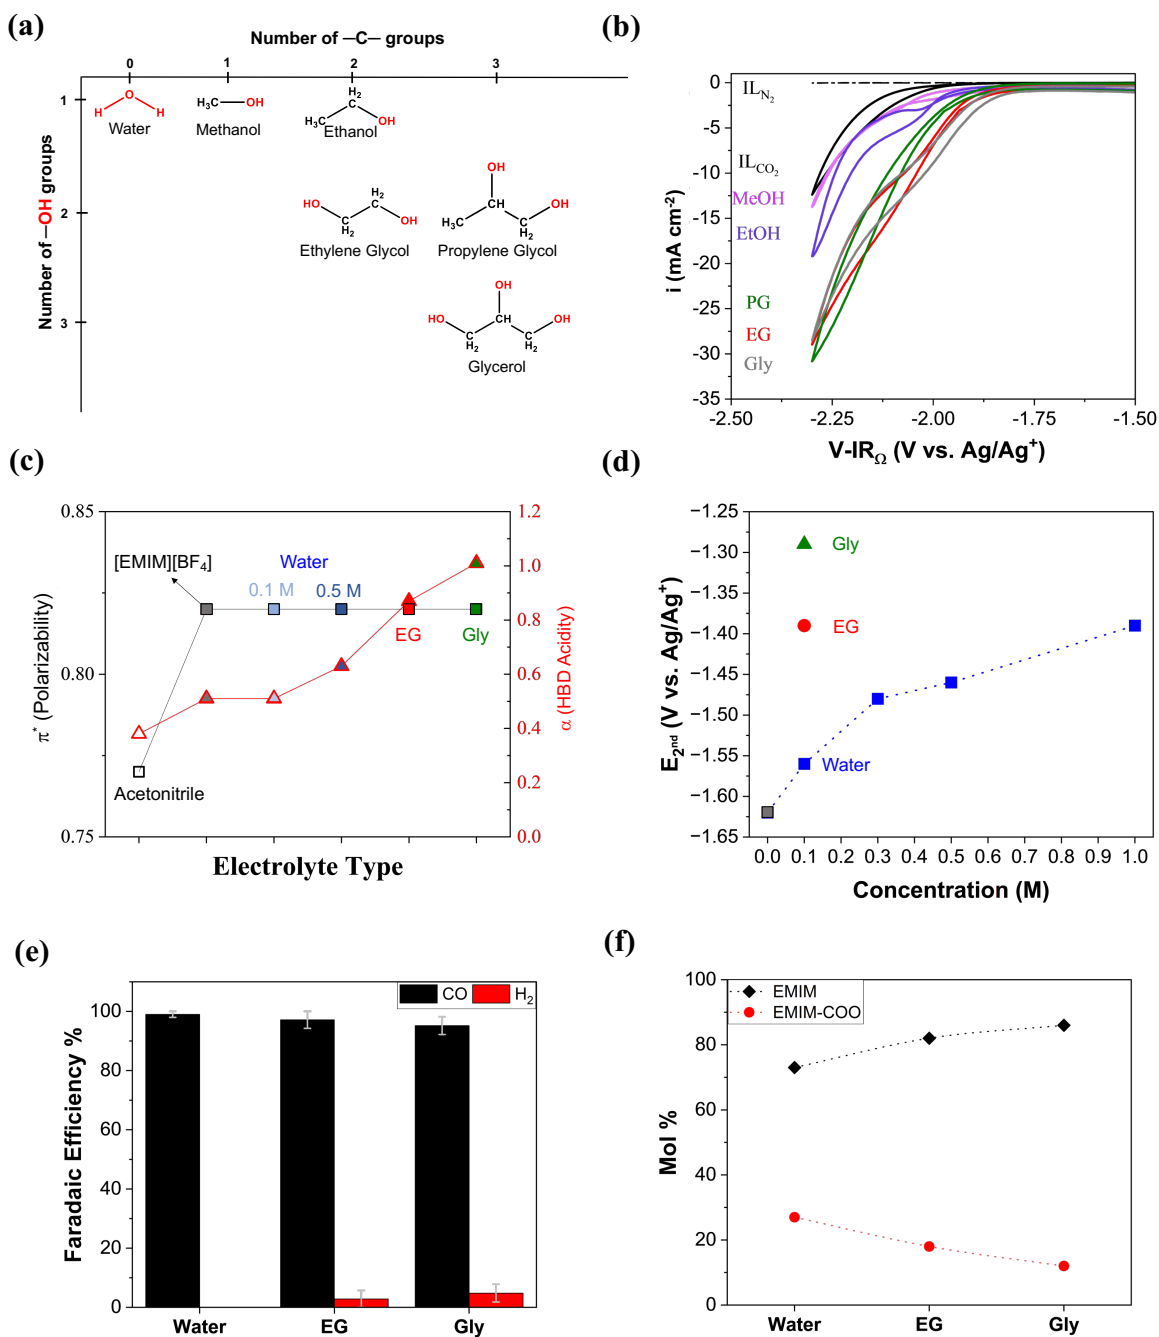 (a)
Number of –C– groups
0
1
2
3
Number of –OH groups
1
2
3
O
H
H
Water
H₃C
OH
Methanol
H₂
C
H₃C
OH
Ethanol
HO
H₂
C
C
H₂
OH
Ethylene Glycol
OH
CH
H₃C
C
H₂
OH
Propylene Glycol
OH
HO
CH
OH
C
H₂
C
H₂
Glycerol
(b)
0
-5
-10
-15
-20
-25
-30
-35
i (mA cm⁻²)
IL_N₂
IL_CO₂
MeOH
EtOH
PG
EG
Gly
-2.50
-2.25
-2.00
-1.75
-1.50
V-IR_Ω (V vs. Ag/Ag⁺)
(c)
0.85
0.80
0.75
π* (Polarizability)
[EMIM][BF₄]
Water
0.1 M
0.5 M
EG
Gly
Acetonitrile
1.2
1.0
0.8
0.6
0.4
0.2
0.0
α (HBD Acidity)
Electrolyte Type
(d)
−1.25
−1.30
−1.35
−1.40
−1.45
−1.50
−1.55
−1.60
−1.65
E_2ⁿᵈ (V vs. Ag/Ag⁺)
Gly
EG
Water
0.0 0.1 0.2 0.3 0.4 0.5 0.6 0.7 0.8 0.9 1.0
Concentration (M)
(e)
100
80
60
40
20
0
Faradaic Efficiency %
CO
H₂
Water
EG
Gly
(f)
100
80
60
40
20
0
Mol %
EMIM
EMIM-COO
Water
EG
Gly